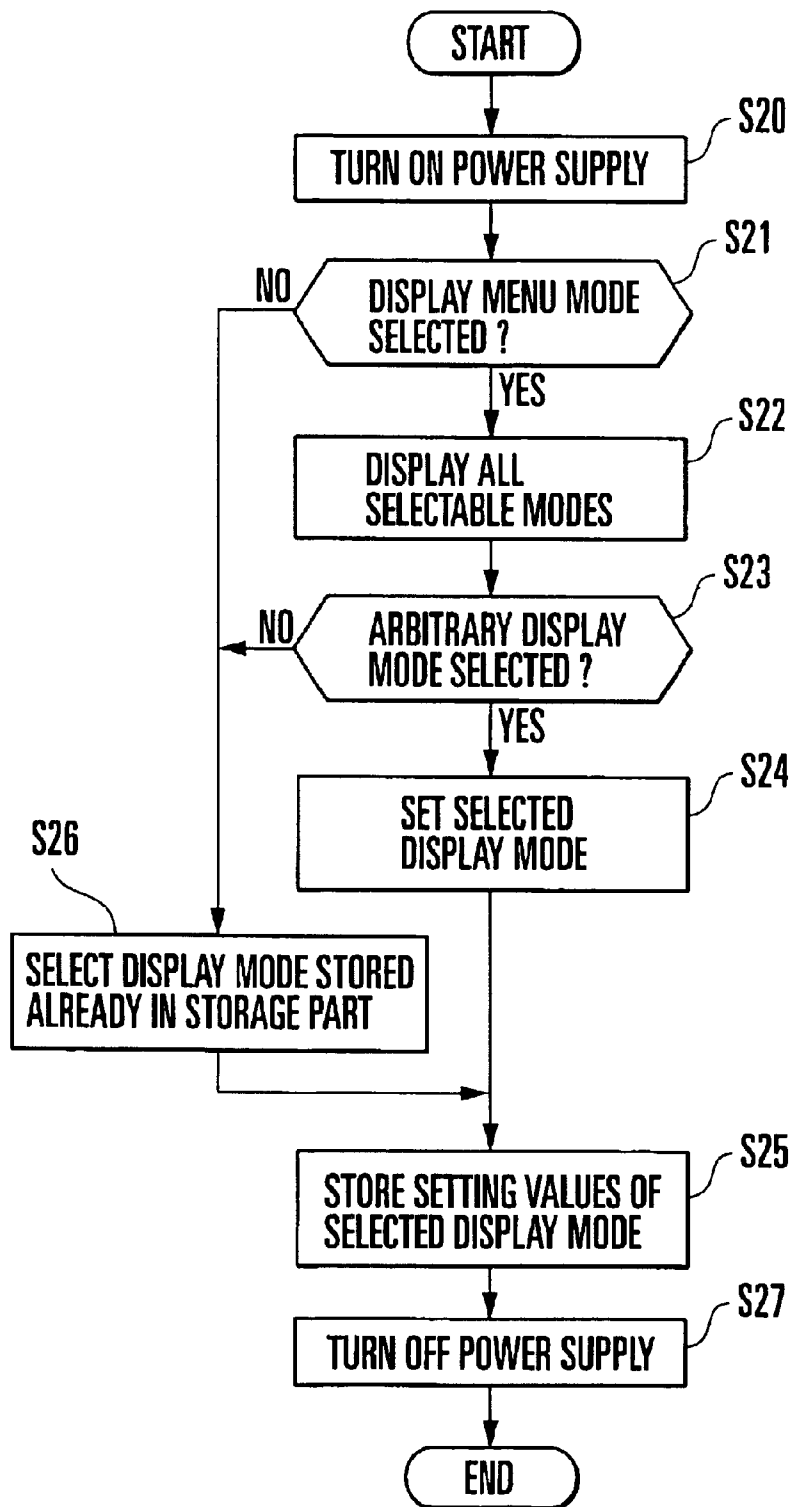 START
S20
TURN ON POWER SUPPLY
S21
NO
DISPLAY MENU MODE
SELECTED ?
YES
S22
DISPLAY ALL
SELECTABLE MODES
S23
NO
ARBITRARY DISPLAY
MODE SELECTED ?
YES
S24
SET SELECTED
DISPLAY MODE
S26
SELECT DISPLAY MODE STORED
ALREADY IN STORAGE PART
S25
STORE SETTING VALUES OF
SELECTED DISPLAY MODE
S27
TURN OFF POWER SUPPLY
END